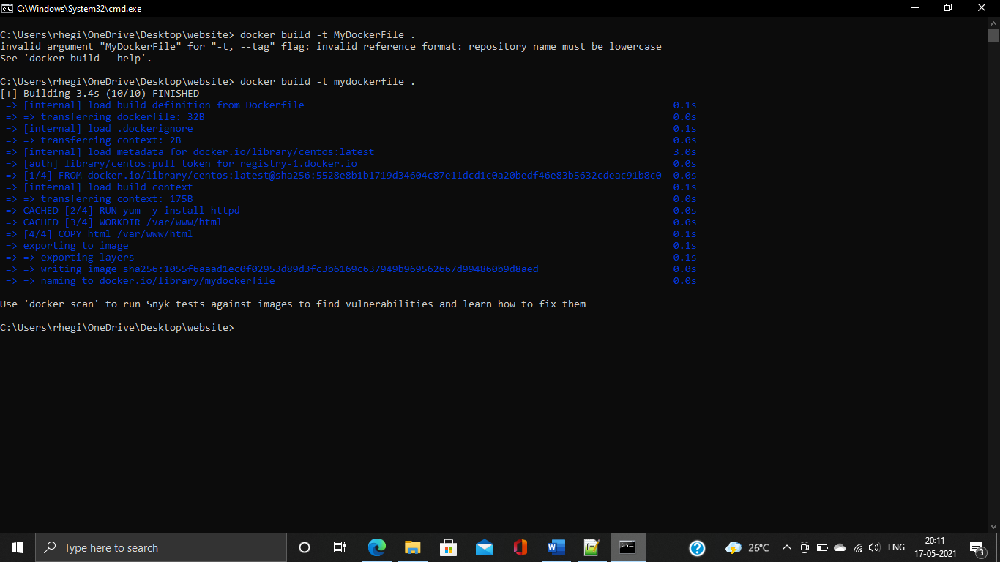 C:\Windows\System32\cmd.exe
C:\Users\rhegi\OneDrive\Desktop\website> docker build -t MyDockerFile .
invalid argument "MyDockerFile" for "-t, --tag" flag: invalid reference format: repository name must be lowercase
See 'docker build --help'.
C:\Users\rhegi\OneDrive\Desktop\website> docker build -t mydockerfile .
[+] Building 3.4s (10/10) FINISHED
=> [internal] load build definition from Dockerfile 0.1s
=> => transferring dockerfile: 32B 0.0s
=> [internal] load .dockerignore 0.1s
=> => transferring context: 2B 0.0s
=> [internal] load metadata for docker.io/library/centos:latest 3.0s
=> [auth] library/centos:pull token for registry-1.docker.io 0.0s
=> [1/4] FROM docker.io/library/centos:latest@sha256:5528e8b1b1719d34604c87e11dcd1c0a20bedf46e83b5632cdeac91b8c0 0.0s
=> [internal] load build context 0.1s
=> => transferring context: 175B 0.0s
=> CACHED [2/4] RUN yum -y install httpd 0.0s
=> CACHED [3/4] WORKDIR /var/www/html 0.0s
=> [4/4] COPY html /var/www/html 0.1s
=> exporting to image 0.1s
=> => exporting layers 0.1s
=> => writing image sha256:1055f6aaad1ec0f02953d89d3fc3b6169c637949b969562667d994860b9d8aed 0.0s
=> => naming to docker.io/library/mydockerfile 0.0s
Use 'docker scan' to run Snyk tests against images to find vulnerabilities and learn how to fix them
C:\Users\rhegi\OneDrive\Desktop\website>
Type here to search
26°C
ENG
20:11
17-05-2021
3